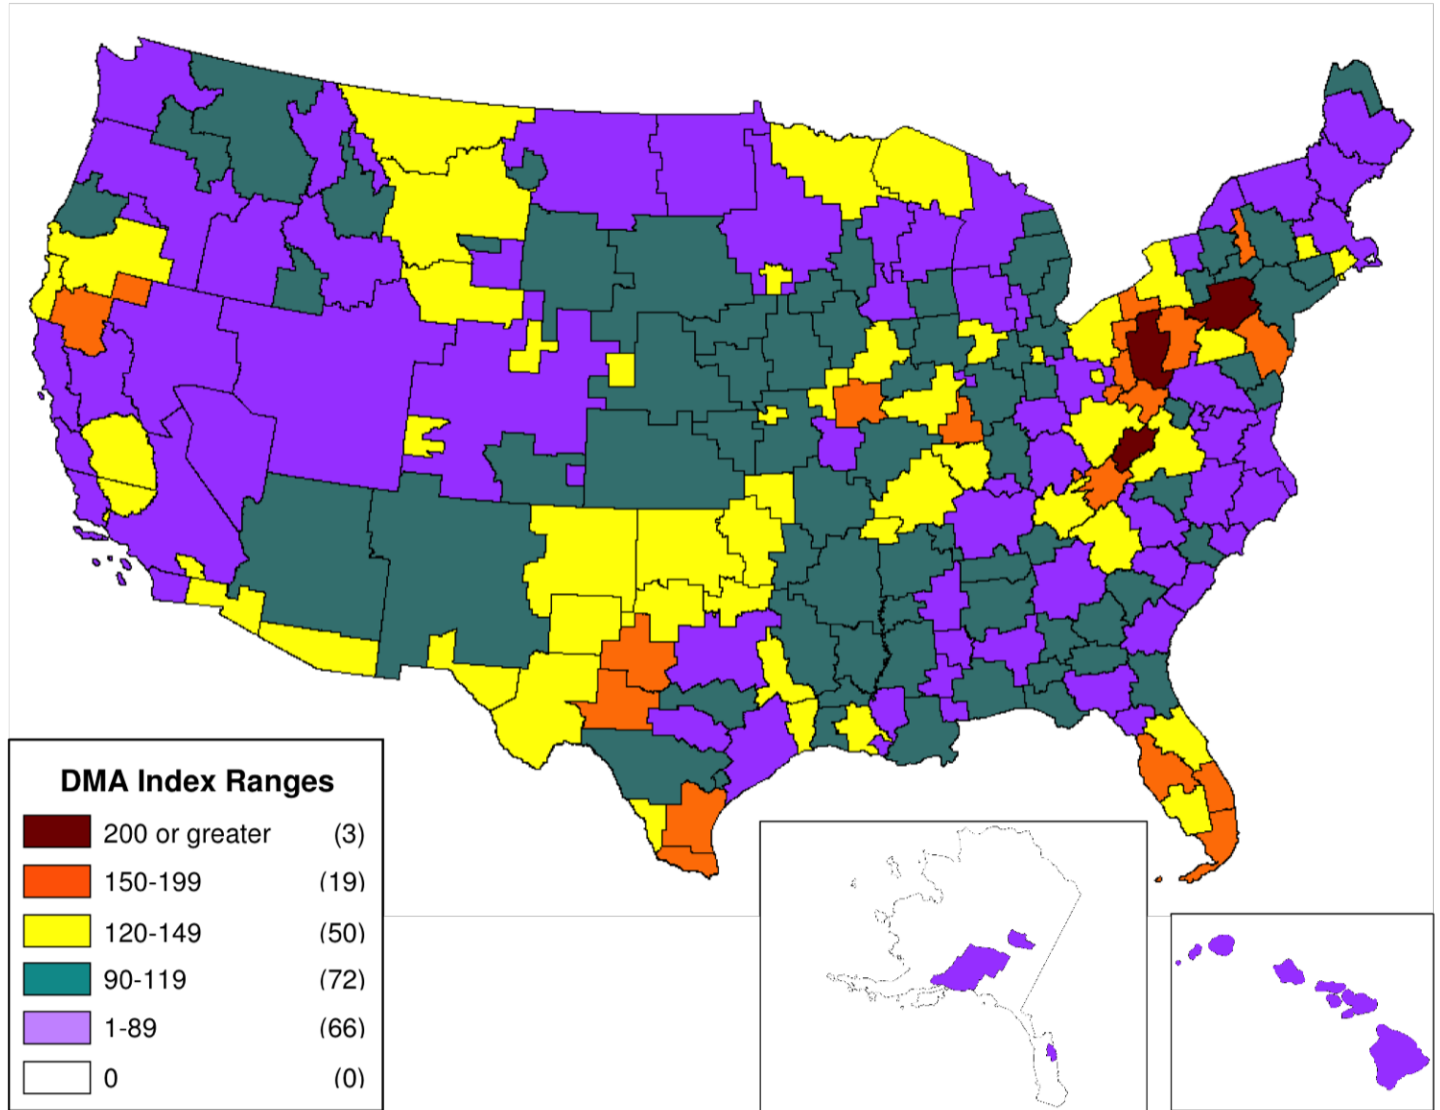 DMA Index Ranges
200 or greater (3)
150-199 (19)
120-149 (50)
90-119 (72)
1-89 (66)
0 (0)